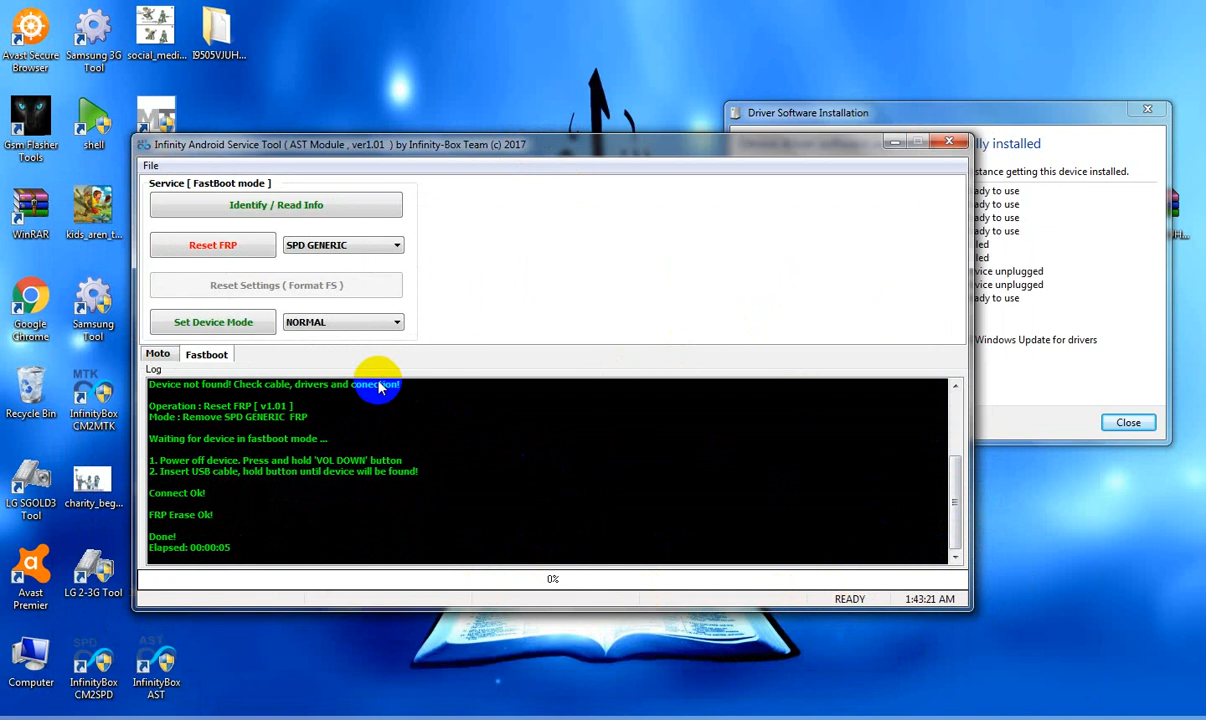 Avast Secure
Browser
Samsung 3G
Tool
social_medi...
I9505VJUH...
Gsm Flasher
Tools
shell
MT
WinRAR
kids_aren_t...
Google
Chrome
Samsung
Tool
Recycle Bin
MTK
InfinityBox
CM2MTK
LG SGOLD3
Tool
charity_beg...
Avast
Premier
LG 2-3G Tool
Computer
SPD
InfinityBox
CM2SPD
AST
InfinityBox
AST
Infinity Android Service Tool ( AST Module , ver1.01 ) by Infinity-Box Team (c) 2017
File
Service [ FastBoot mode ]
Identify / Read Info
Reset FRP
SPD GENERIC
Reset Settings ( Format FS )
Set Device Mode
NORMAL
Moto
Fastboot
Log
Device not found! Check cable, drivers and conection!
Operation : Reset FRP [ v1.01 ]
Mode : Remove SPD GENERIC FRP
Waiting for device in fastboot mode ...
1. Power off device. Press and hold 'VOL DOWN' button
2. Insert USB cable, hold button until device will be found!
Connect Ok!
FRP Erase Ok!
Done!
Elapsed: 00:00:05
0%
READY
1:43:21 AM
Driver Software Installation
lly installed
stance getting this device installed.
ady to use
ady to use
ady to use
ady to use
led
led
vice unplugged
vice unplugged
ady to use
Windows Update for drivers
Close